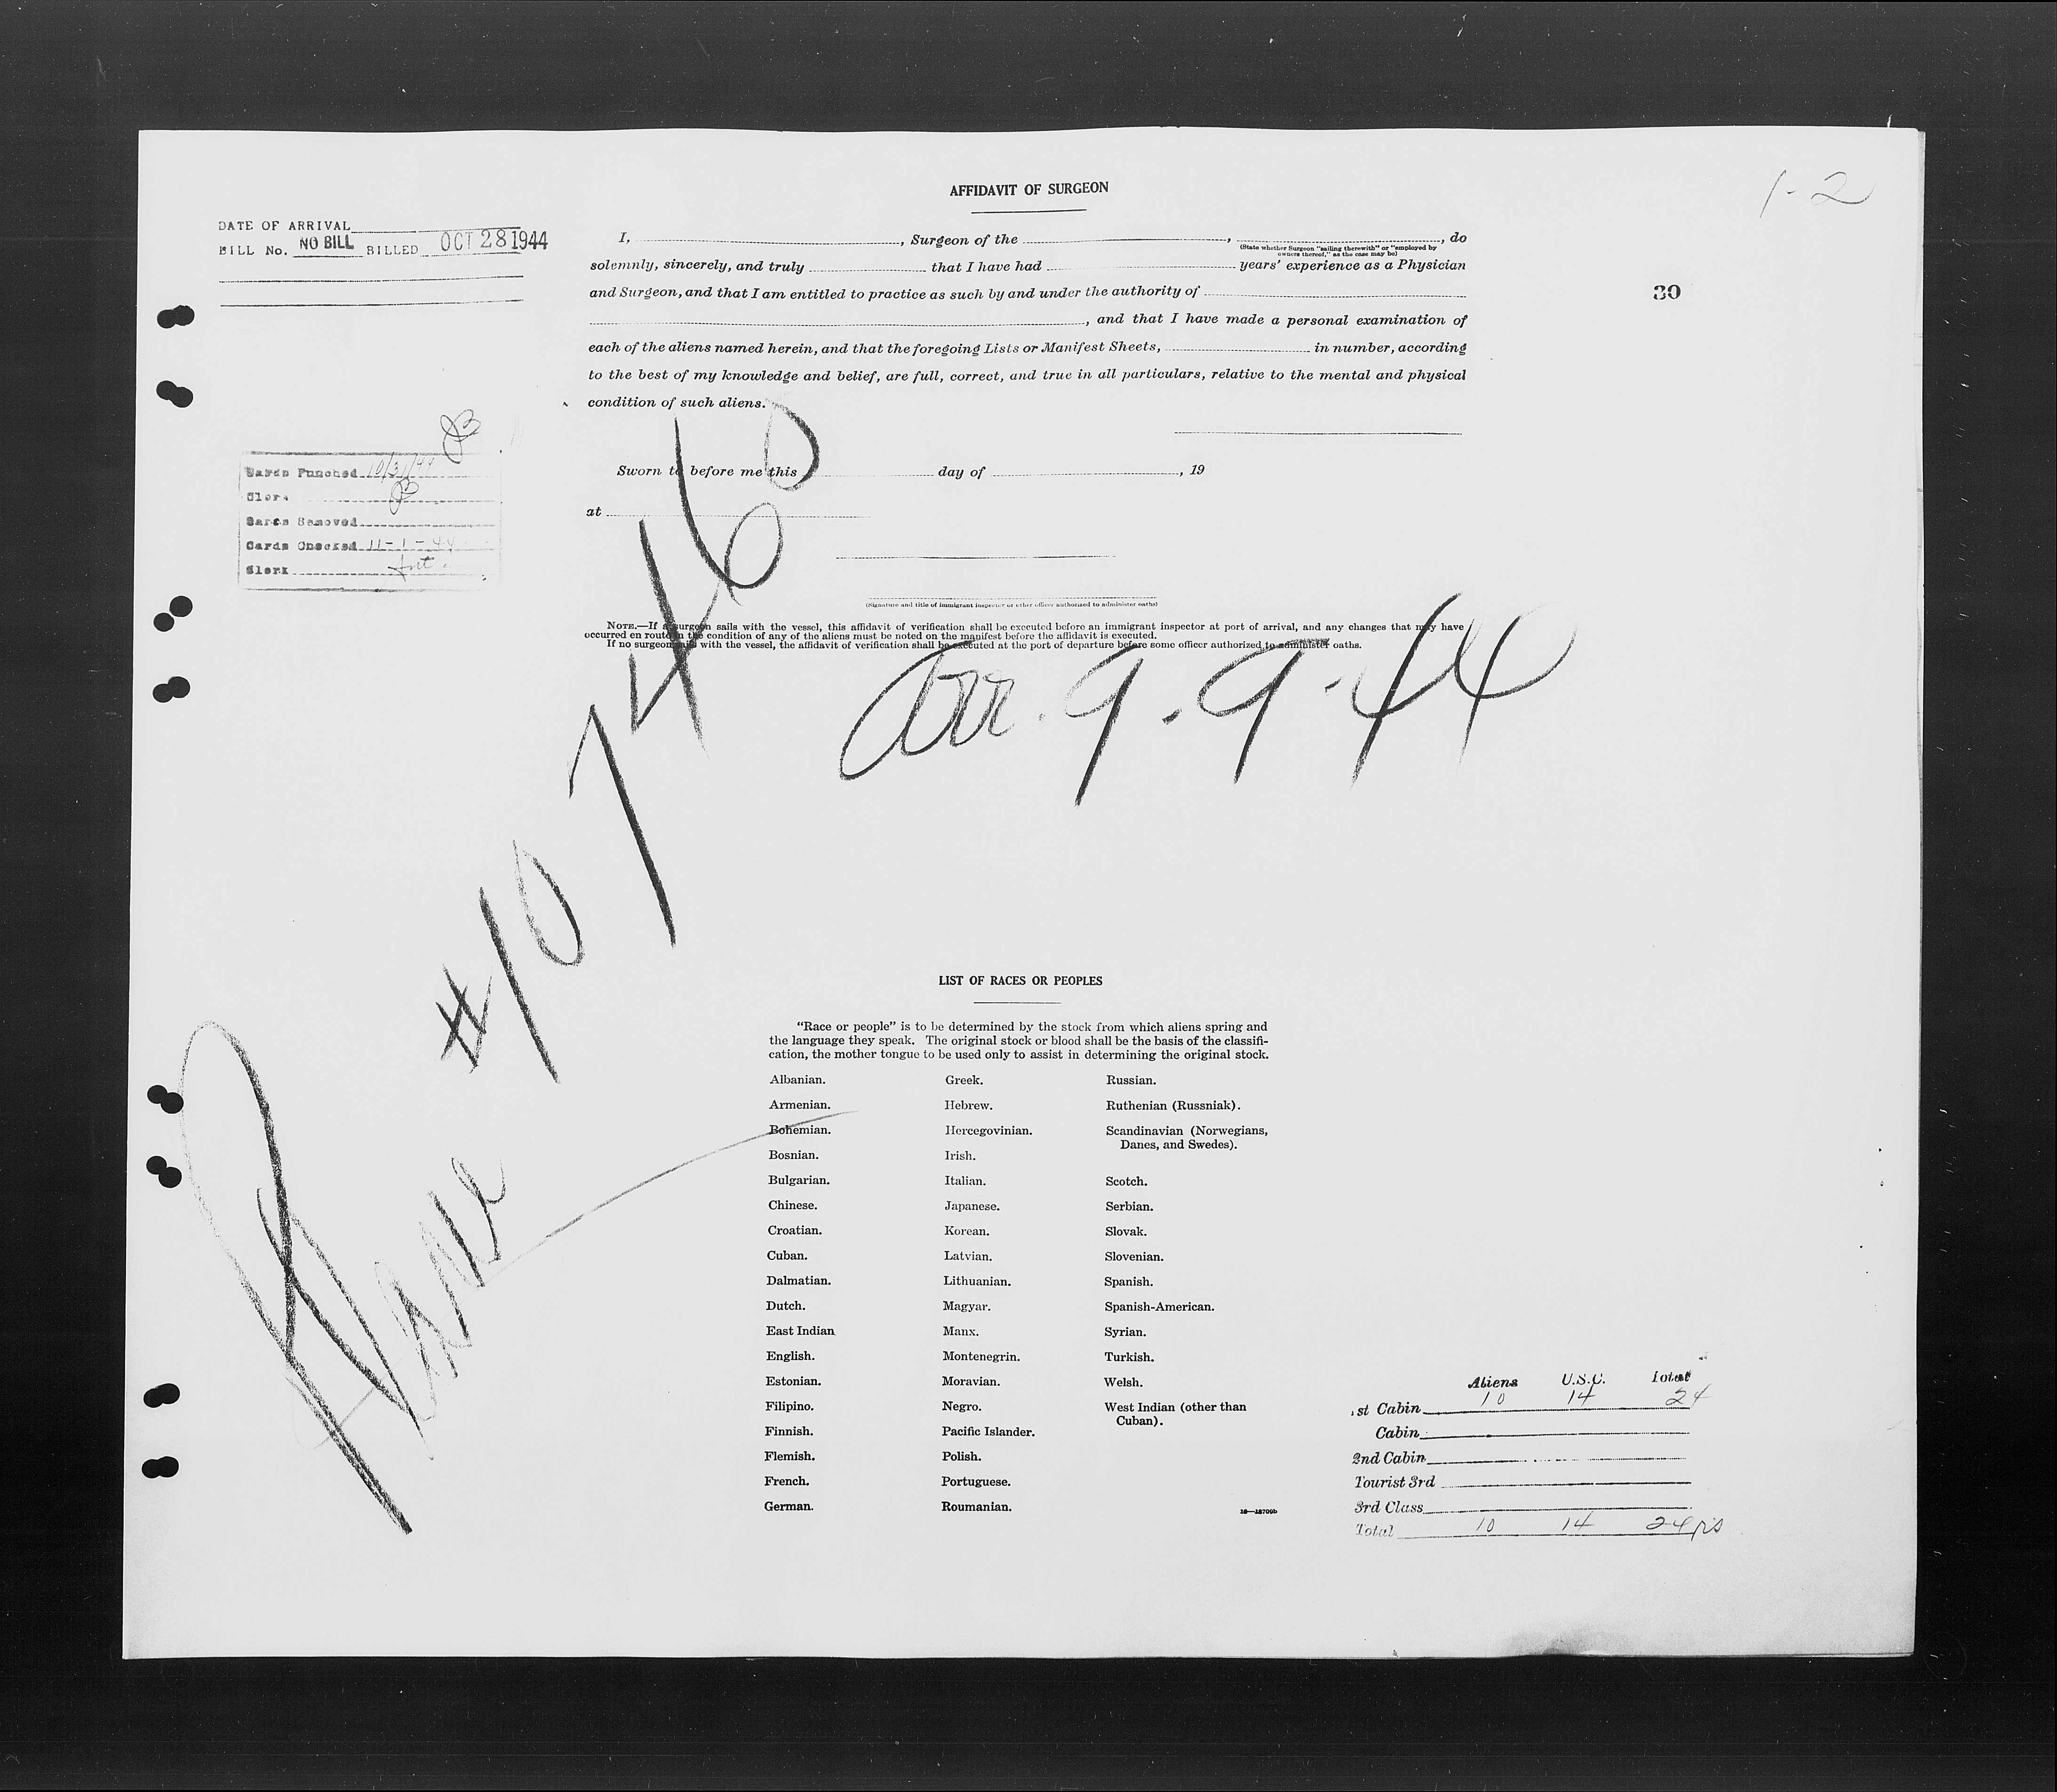 1-2
AFFIDAVIT OF SURGEON
DATE OF ARRIVAL
BILL No. NO BILL BILLED OCT 28 1944
30
I, , Surgeon of the , , do
(State whether Surgeon "sailing therewith" or "employed by
owners thereof," as the case may be)
solemnly, sincerely, and truly that I have had years' experience as a Physician
and Surgeon, and that I am entitled to practice as such by and under the authority of
, and that I have made a personal examination of
each of the aliens named herein, and that the foregoing Lists or Manifest Sheets, in number, according
to the best of my knowledge and belief, are full, correct, and true in all particulars, relative to the mental and physical
condition of such aliens.
Cards Punched 10/31/44
Clerk
Cards Removed
Cards Checked 11-1-44
Clerk
Sworn to before me this day of , 19
at
(Signature and title of immigrant inspector or other officer authorized to administer oaths)
NOTE.—If a surgeon sails with the vessel, this affidavit of verification shall be executed before an immigrant inspector at port of arrival, and any changes that may have
occurred en route in the condition of any of the aliens must be noted on the manifest before the affidavit is executed.
If no surgeon sails with the vessel, the affidavit of verification shall be executed at the port of departure before some officer authorized to administer oaths.
Arr. 9-9-44
Plane #107460
LIST OF RACES OR PEOPLES
"Race or people" is to be determined by the stock from which aliens spring and
the language they speak. The original stock or blood shall be the basis of the classifi-
cation, the mother tongue to be used only to assist in determining the original stock.
Albanian.
Armenian.
Bohemian.
Bosnian.
Bulgarian.
Chinese.
Croatian.
Cuban.
Dalmatian.
Dutch.
East Indian
English.
Estonian.
Filipino.
Finnish.
Flemish.
French.
German.
Greek.
Hebrew.
Hercegovinian.
Irish.
Italian.
Japanese.
Korean.
Latvian.
Lithuanian.
Magyar.
Manx.
Montenegrin.
Moravian.
Negro.
Pacific Islander.
Polish.
Portuguese.
Roumanian.
Russian.
Ruthenian (Russniak).
Scandinavian (Norwegians,
Danes, and Swedes).
Scotch.
Serbian.
Slovak.
Slovenian.
Spanish.
Spanish-American.
Syrian.
Turkish.
Welsh.
West Indian (other than
Cuban).
16—18700b
Aliens U.S.C. Total
1st Cabin 10 14 24
Cabin
2nd Cabin
Tourist 3rd
3rd Class
Total 10 14 24